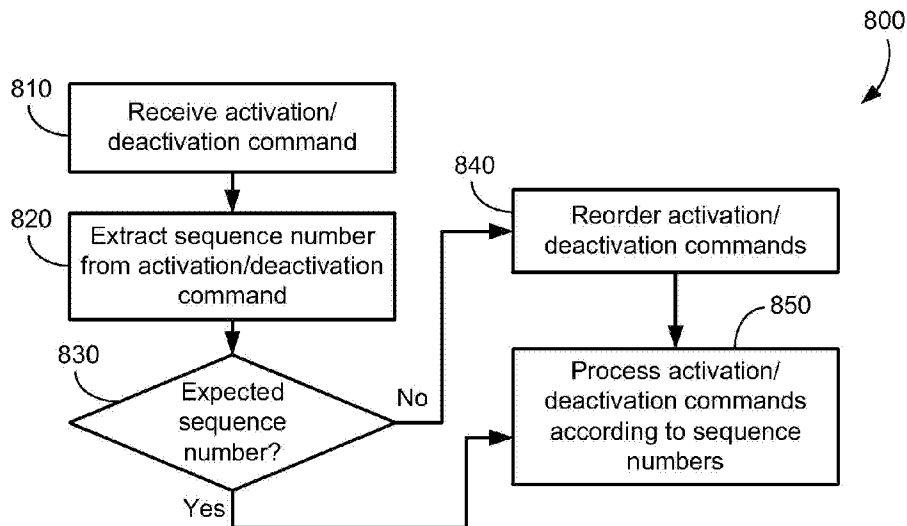 800
810
Receive activation/
deactivation command
820
Extract sequence number
from activation/deactivation
command
830
Expected
sequence
number?
No
Yes
840
Reorder activation/
deactivation commands
850
Process activation/
deactivation commands
according to sequence
numbers